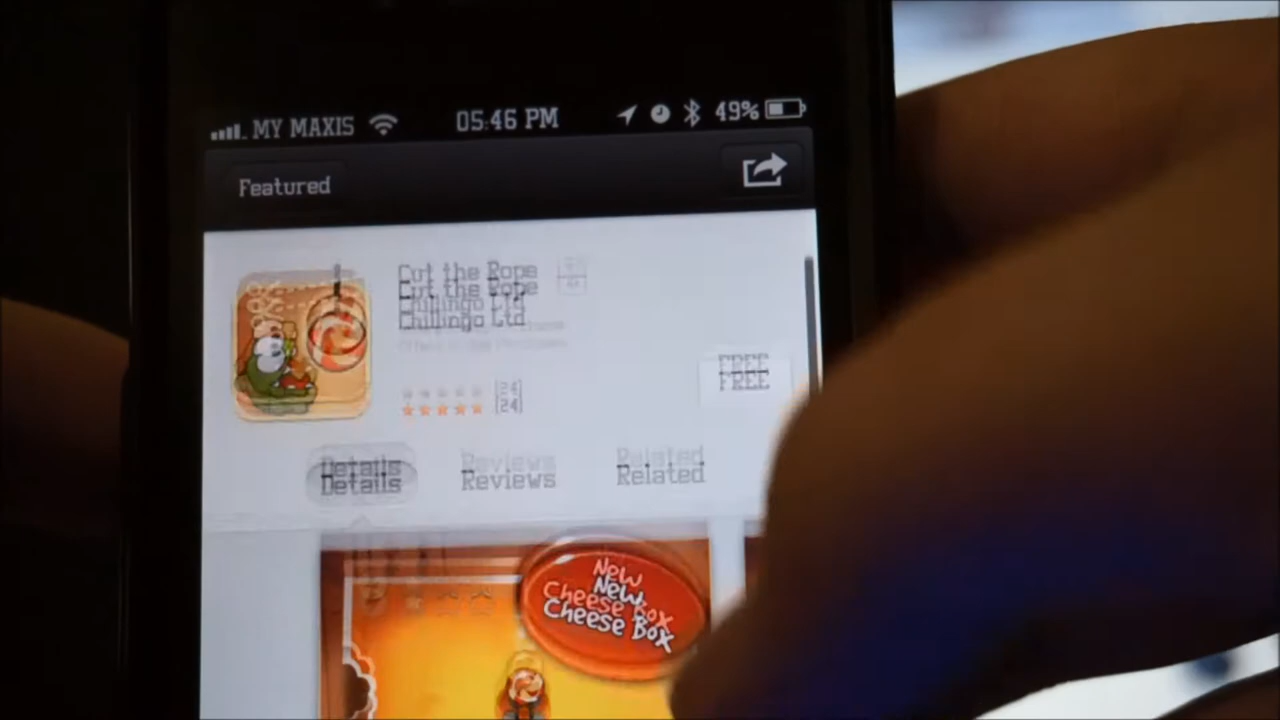 MY MAXIS 05:46 PM 49%
Featured
Cut the Rope
Chillingo Ltd
FREE
(24)
Details Reviews Related
New
Cheese Box